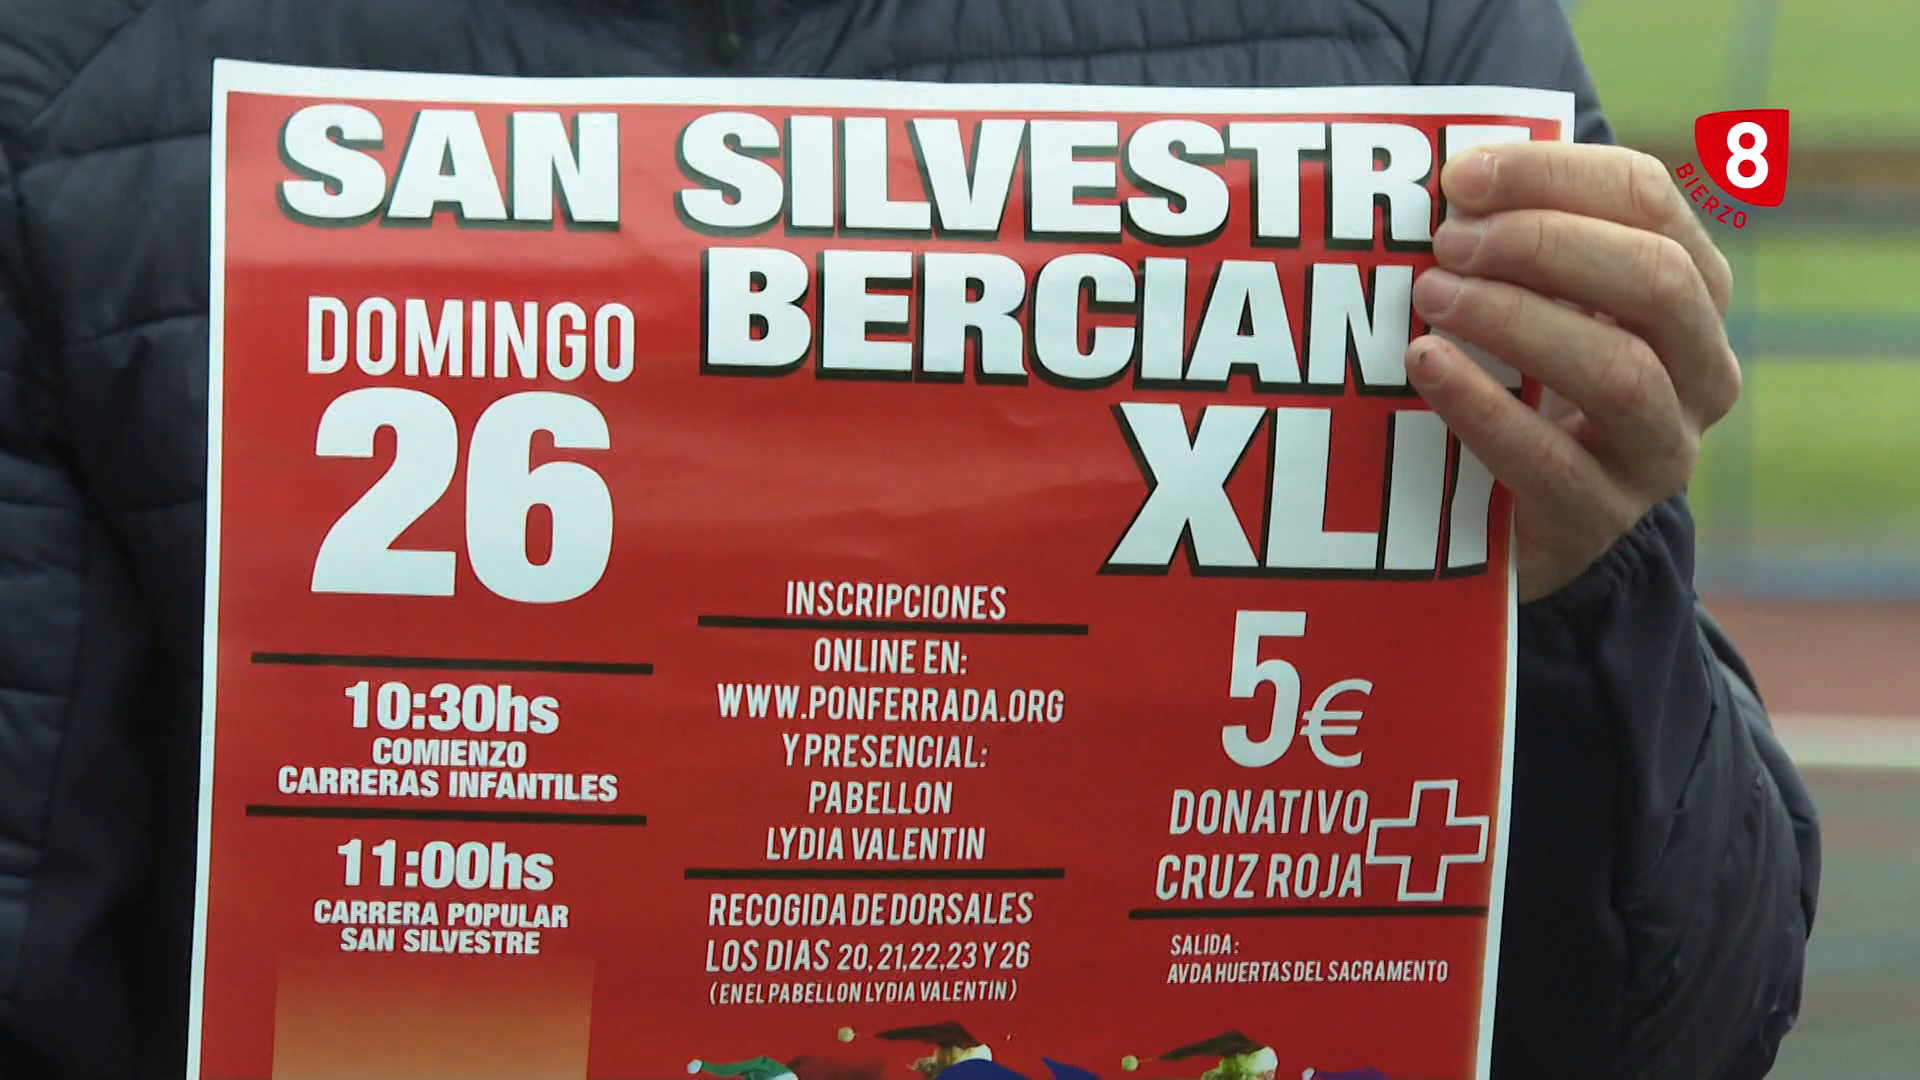 SAN SILVESTRE
BERCIANA
XLII
DOMINGO
26
10:30hs
COMIENZO
CARRERAS INFANTILES
11:00hs
CARRERA POPULAR
SAN SILVESTRE
INSCRIPCIONES
ONLINE EN:
WWW.PONFERRADA.ORG
Y PRESENCIAL:
PABELLON
LYDIA VALENTIN
RECOGIDA DE DORSALES
LOS DIAS 20,21,22,23 Y 26
(EN EL PABELLON LYDIA VALENTIN)
5€
DONATIVO
CRUZ ROJA
SALIDA:
AVDA HUERTAS DEL SACRAMENTO
8
BIERZO